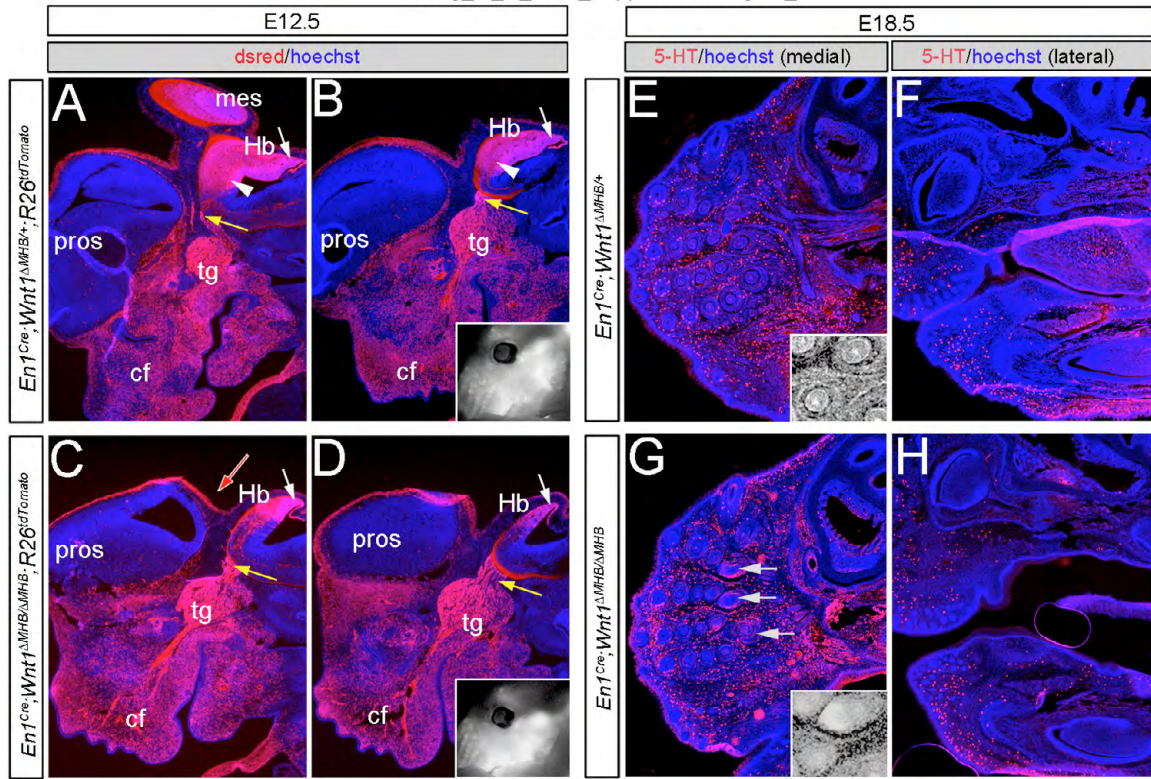 E12.5
E18.5
dsred/hoechst
5-HT/hoechst (medial)
5-HT/hoechst (lateral)
En1Cre;Wnt1ΔMHB/+;R26tdTomato
A
mes
Hb
pros
tg
cf
B
Hb
pros
tg
cf
En1Cre;Wnt1ΔMHB/+
E
F
En1Cre;Wnt1ΔMHB/ΔMHB;R26tdTomato
C
Hb
pros
tg
cf
D
Hb
pros
tg
cf
En1Cre;Wnt1ΔMHB/ΔMHB
G
H